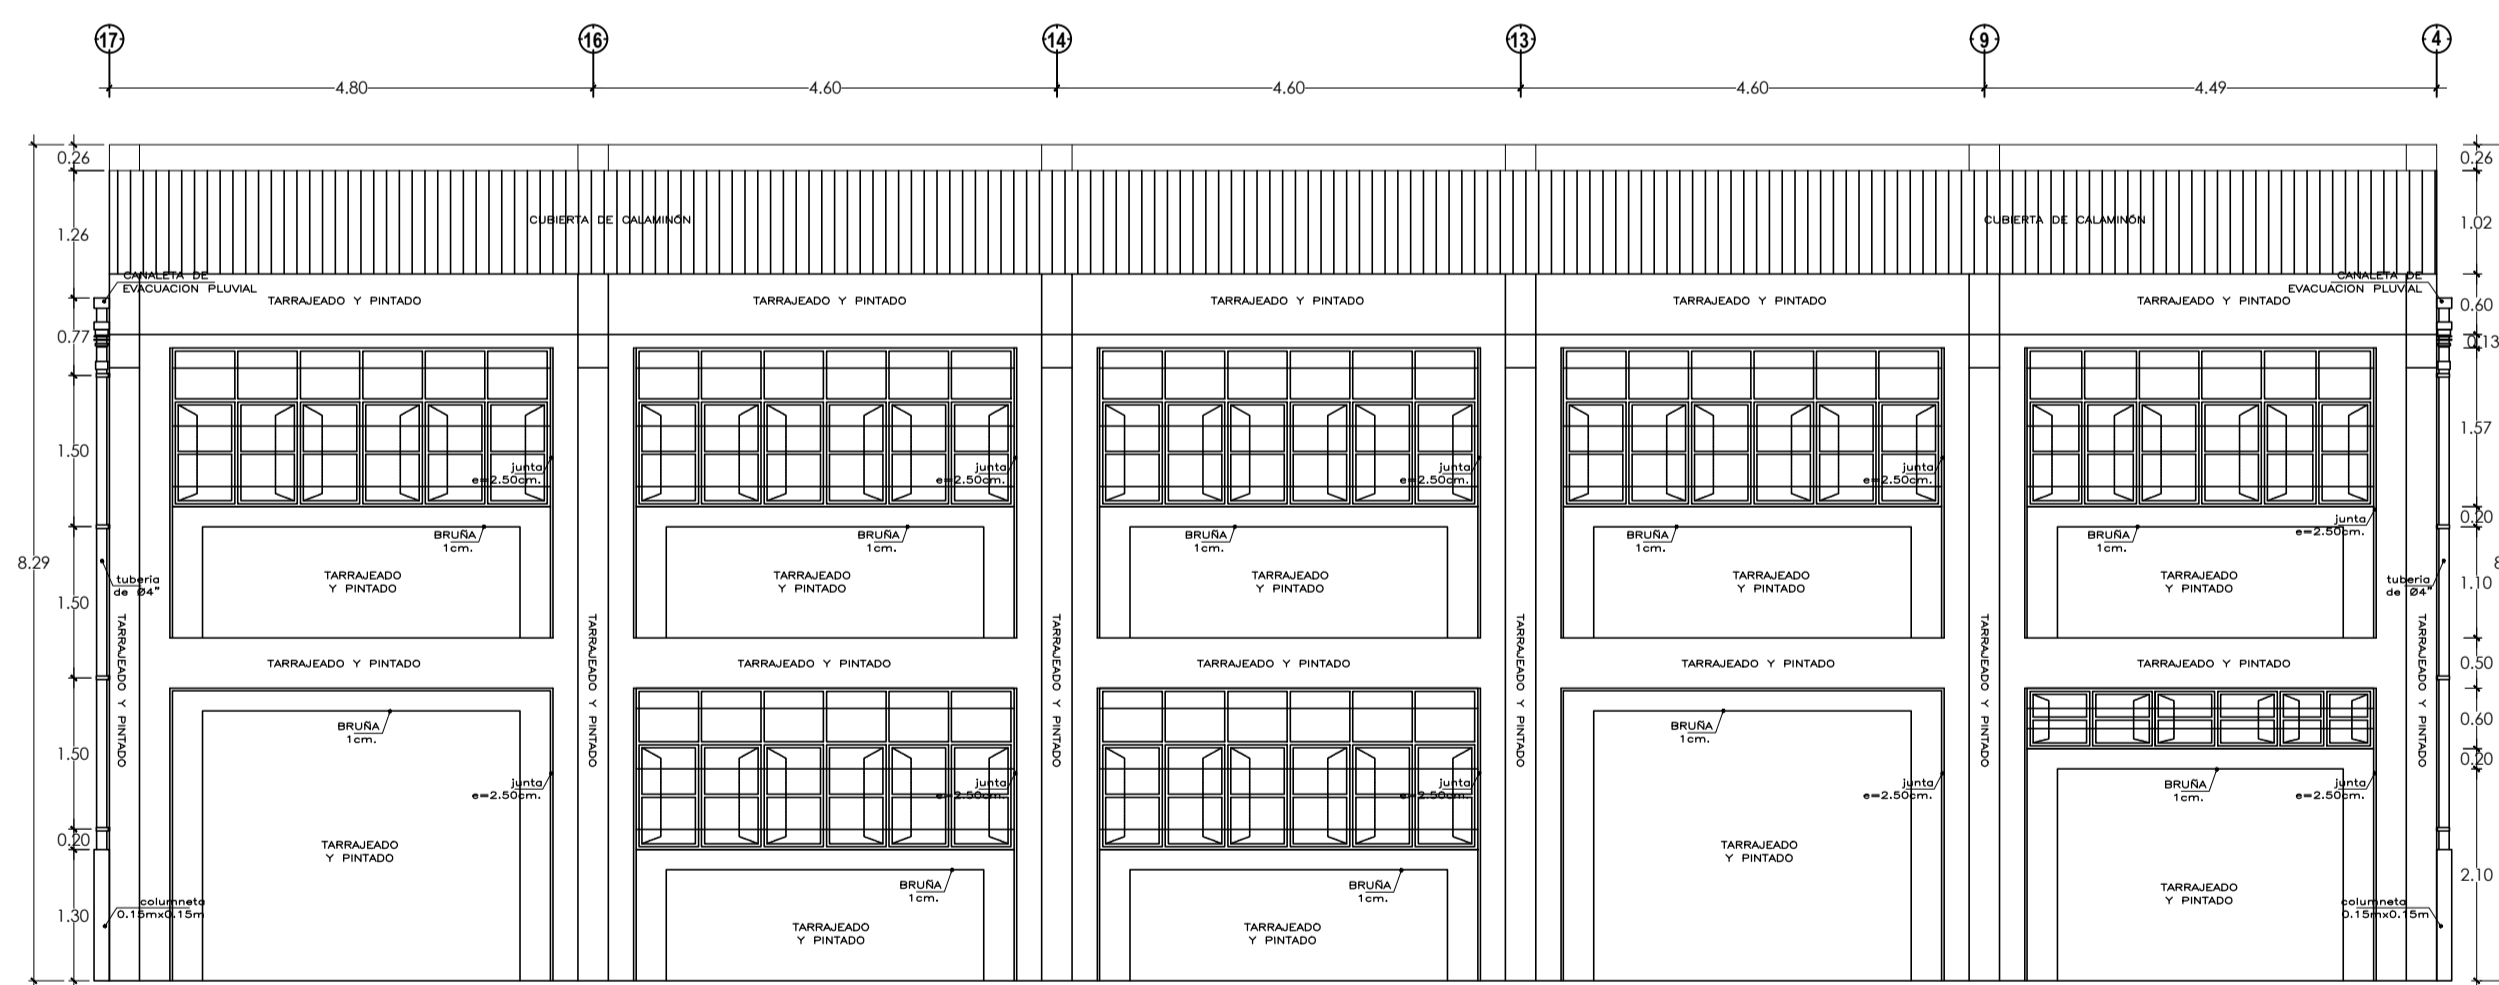 17 16 14 13 9 4
4.80 4.60 4.60 4.60 4.49
0.26 0.26
CUBIERTA DE CALAMINÓN CUBIERTA DE CALAMINÓN
1.26 1.02
CANALETA DE
EVACUACION PLUVIAL
CANALETA DE
EVACUACION PLUVIAL
TARRAJEADO Y PINTADO TARRAJEADO Y PINTADO TARRAJEADO Y PINTADO TARRAJEADO Y PINTADO TARRAJEADO Y PINTADO
0.60
0.77 0.13
1.50 1.57
junta
e=2.50cm.
junta
e=2.50cm.
junta
e=2.50cm.
junta
e=2.50cm.
junta
e=2.50cm.
0.20
BRUÑA
1cm.
BRUÑA
1cm.
BRUÑA
1cm.
BRUÑA
1cm.
BRUÑA
1cm.
8.29 8
tuberia
de Ø4"
tuberia
de Ø4"
TARRAJEADO
Y PINTADO
TARRAJEADO
Y PINTADO
TARRAJEADO
Y PINTADO
TARRAJEADO
Y PINTADO
TARRAJEADO
Y PINTADO
1.50 1.10
TARRAJEADO Y PINTADO
TARRAJEADO Y PINTADO
TARRAJEADO Y PINTADO
TARRAJEADO Y PINTADO
TARRAJEADO Y PINTADO
TARRAJEADO Y PINTADO
TARRAJEADO Y PINTADO TARRAJEADO Y PINTADO TARRAJEADO Y PINTADO TARRAJEADO Y PINTADO TARRAJEADO Y PINTADO
0.50
0.60
BRUÑA
1cm.
BRUÑA
1cm.
1.50 0.20
junta
e=2.50cm.
junta
e=2.50cm.
junta
e=2.50cm.
junta
e=2.50cm.
BRUÑA
1cm.
junta
e=2.50cm.
0.20
TARRAJEADO
Y PINTADO
TARRAJEADO
Y PINTADO
2.10
BRUÑA
1cm.
BRUÑA
1cm.
TARRAJEADO
Y PINTADO
1.30
columneta
0.15mx0.15m
columneta
0.15mx0.15m
TARRAJEADO
Y PINTADO
TARRAJEADO
Y PINTADO